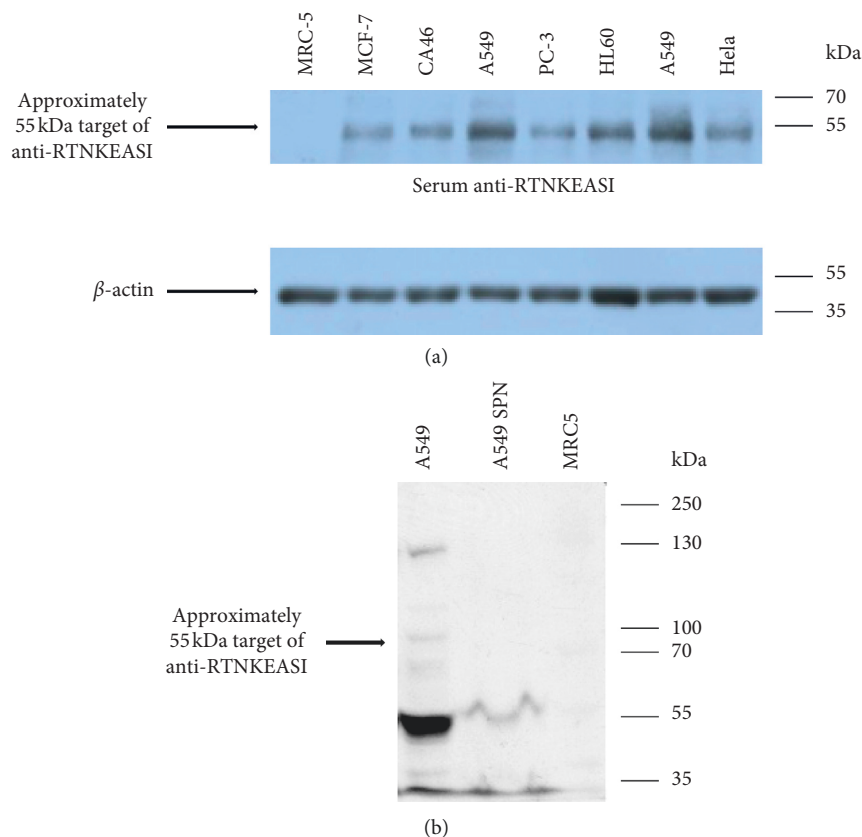 MRC-5
MCF-7
CA46
A549
PC-3
HL60
A549
Hela
kDa
70
55
Approximately
55 kDa target of
anti-RTNKEASI
Serum anti-RTNKEASI
β-actin
55
35
(a)
A549
A549 SPN
MRC5
kDa
250
130
100
70
55
35
Approximately
55 kDa target of
anti-RTNKEASI
(b)